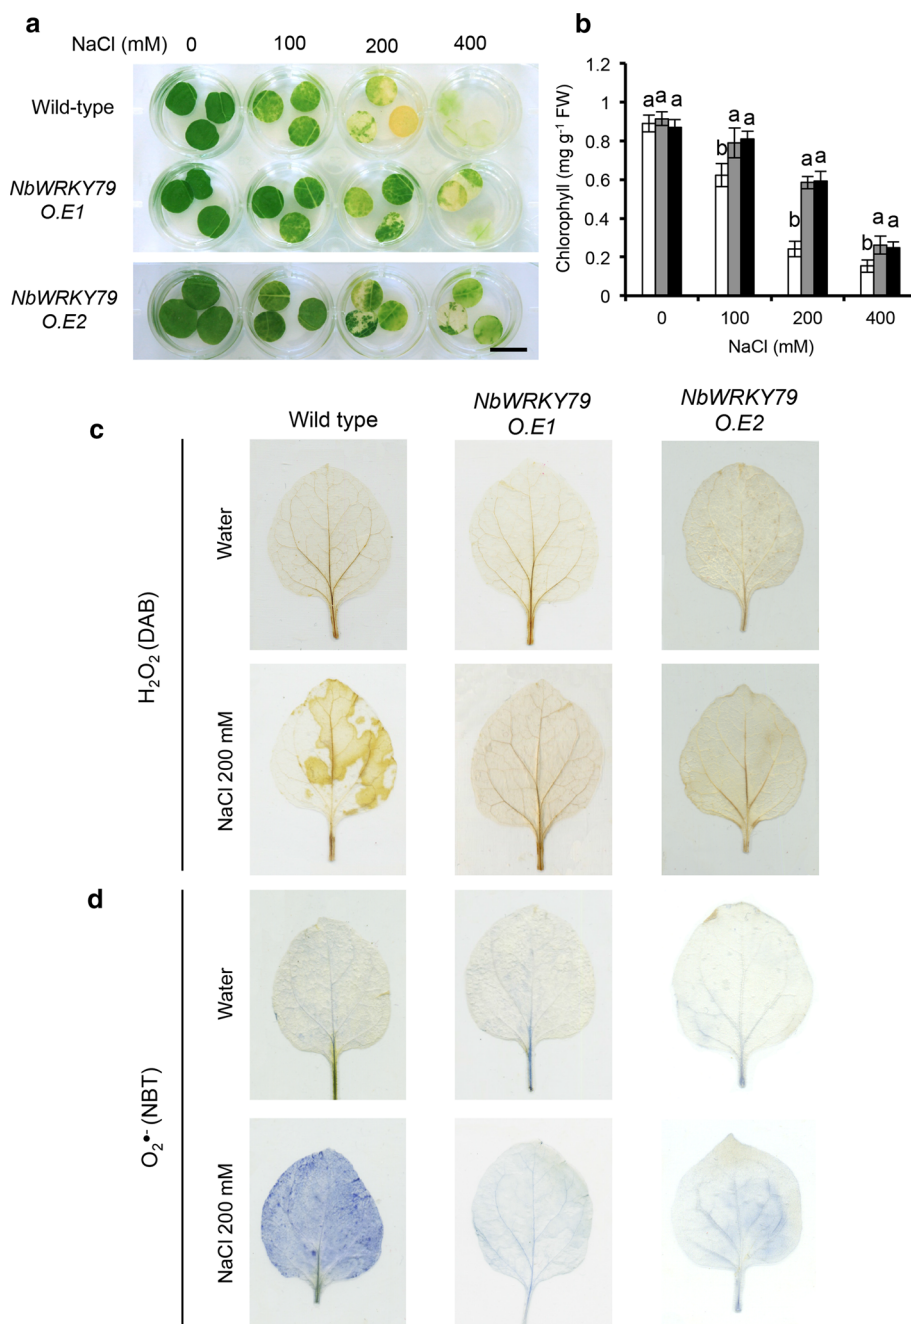 a
NaCl (mM) 0 100 200 400
Wild-type
NbWRKY79
O.E1
NbWRKY79
O.E2
b
Chlorophyll (mg g⁻¹ FW)
1.2
1
0.8
0.6
0.4
0.2
0
a a a
b a a
b a a
b a a
0 100 200 400
NaCl (mM)
c
Wild type
NbWRKY79
O.E1
NbWRKY79
O.E2
H₂O₂ (DAB)
Water
NaCl 200 mM
d
O₂•⁻ (NBT)
Water
NaCl 200 mM